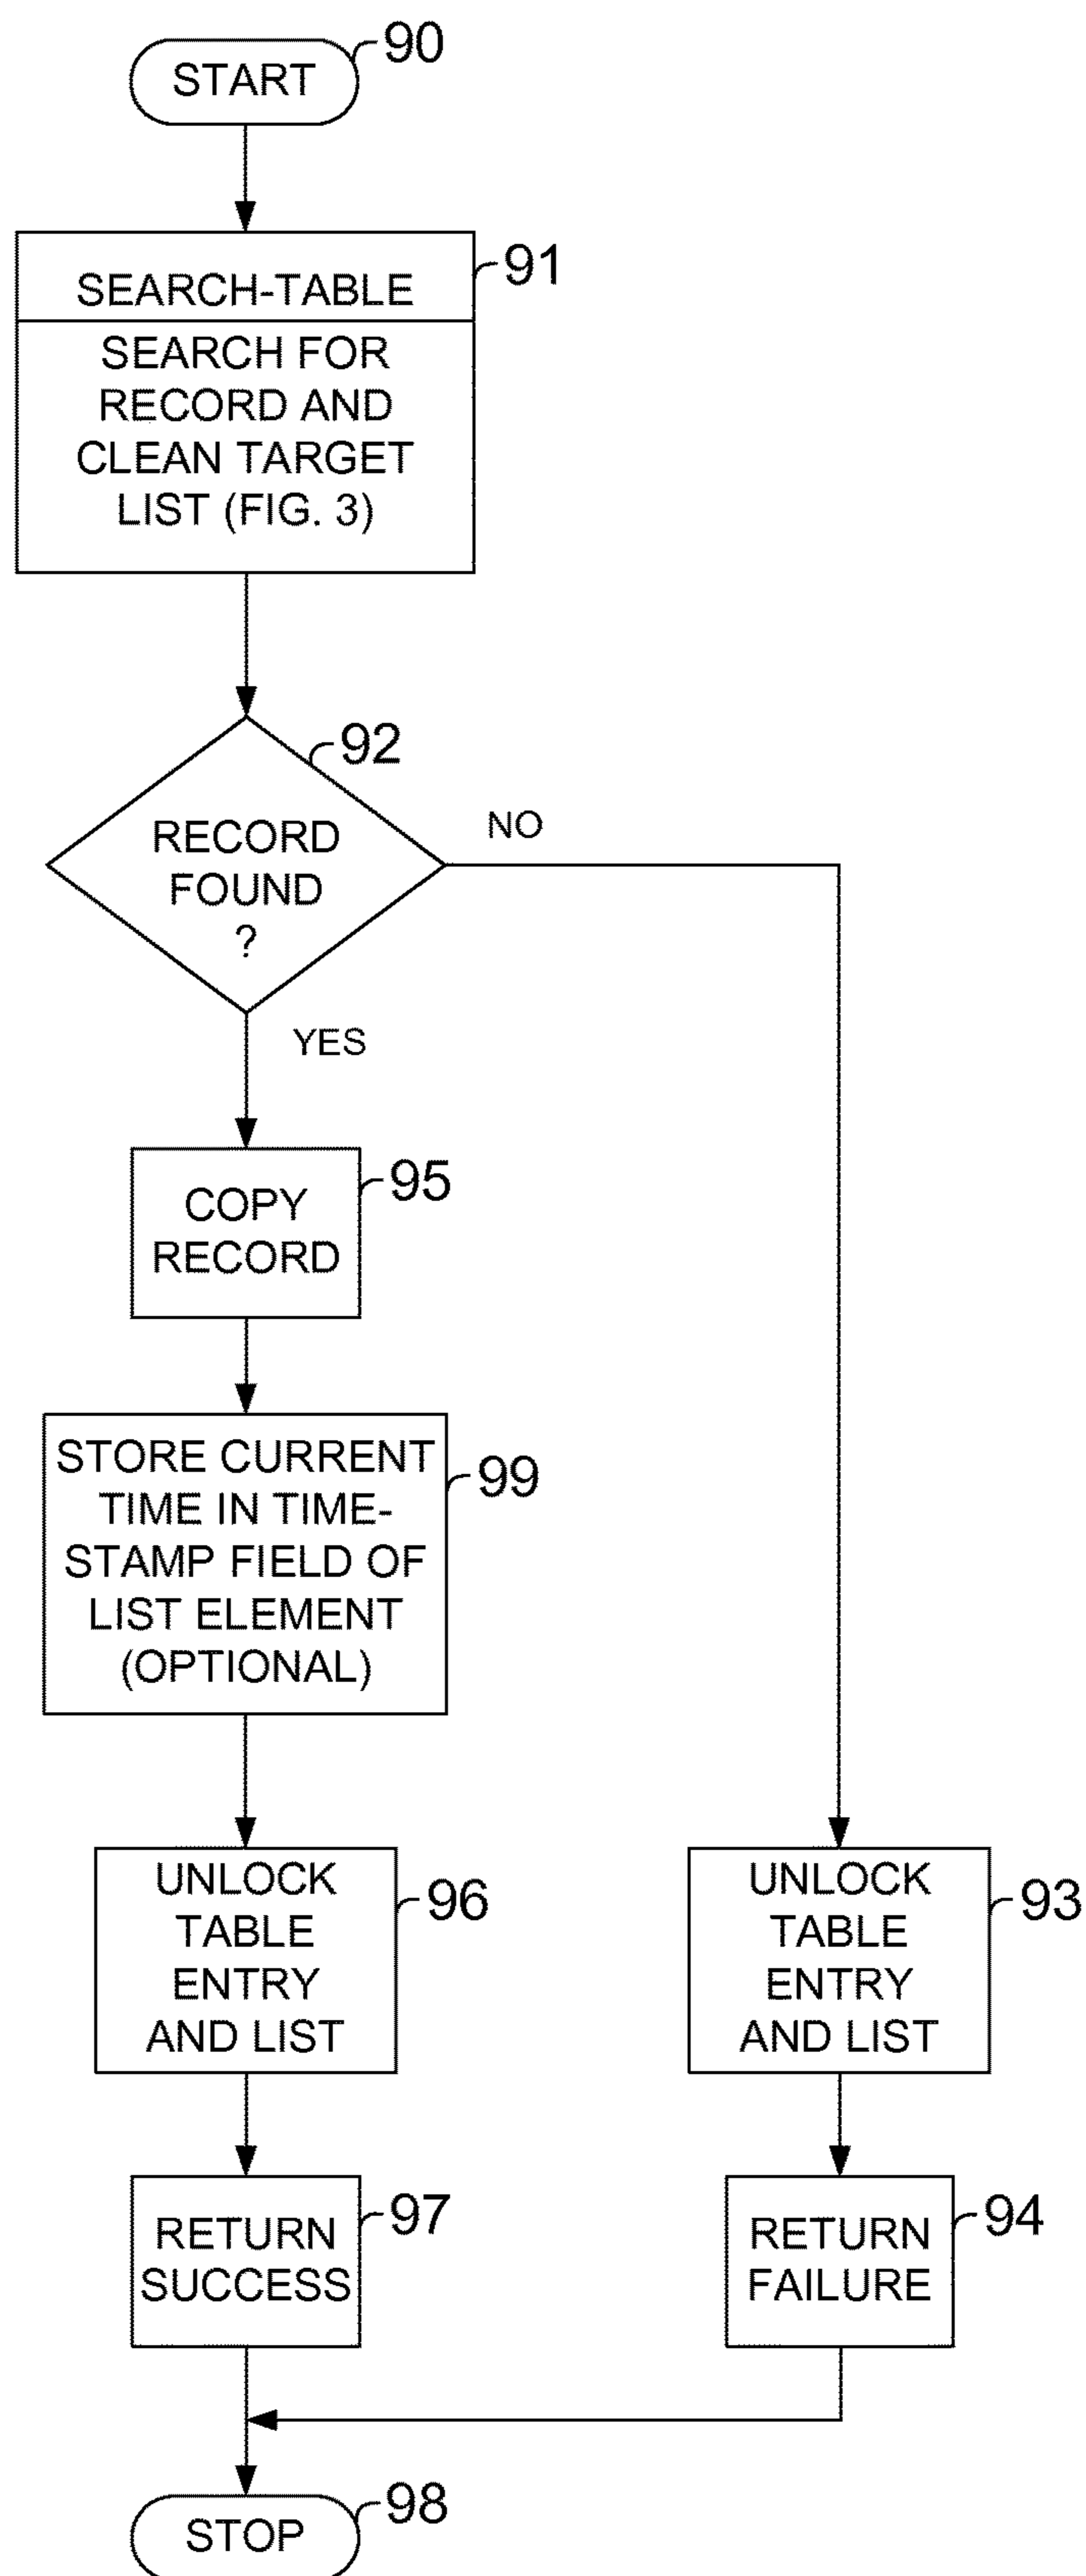 START
90
SEARCH-TABLE
91
SEARCH FOR
RECORD AND
CLEAN TARGET
LIST (FIG. 3)
92
RECORD
FOUND
?
NO
YES
COPY
RECORD
95
STORE CURRENT
TIME IN TIME-
STAMP FIELD OF
LIST ELEMENT
(OPTIONAL)
99
UNLOCK
TABLE
ENTRY
AND LIST
96
UNLOCK
TABLE
ENTRY
AND LIST
93
RETURN
SUCCESS
97
RETURN
FAILURE
94
STOP
98